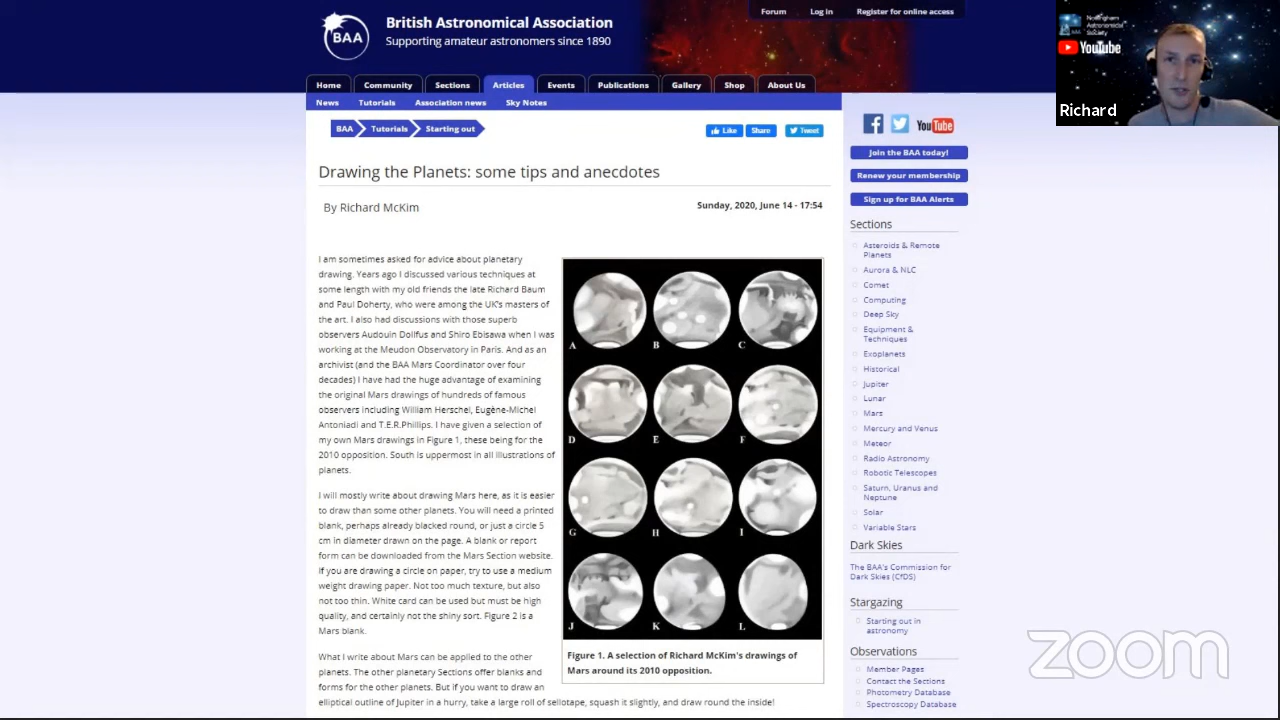 British Astronomical Association
Supporting amateur astronomers since 1890
BAA
Forum
Log in
Register for online access
Nottingham
Astronomical
Society
YouTube
Richard
Home
Community
Sections
Articles
Events
Publications
Gallery
Shop
About Us
News
Tutorials
Association news
Sky Notes
BAA
Tutorials
Starting out
Like
Share
Tweet
Drawing the Planets: some tips and anecdotes
By Richard McKim
Sunday, 2020, June 14 - 17:54
I am sometimes asked for advice about planetary
drawing. Years ago I discussed various techniques at
some length with my old friends the late Richard Baum
and Paul Doherty, who were among the UK's masters of
the art. I also had discussions with those superb
observers Audouin Dollfus and Shiro Ebisawa when I was
working at the Meudon Observatory in Paris. And as an
archivist (and the BAA Mars Coordinator over four
decades) I have had the huge advantage of examining
the original Mars drawings of hundreds of famous
observers including William Herschel, Eugène-Michel
Antoniadi and T.E.R.Phillips. I have given a selection of
my own Mars drawings in Figure 1, these being for the
2010 opposition. South is uppermost in all illustrations of
planets.
I will mostly write about drawing Mars here, as it is easier
to draw than some other planets. You will need a printed
blank, perhaps already blacked round, or just a circle 5
cm in diameter drawn on the page. A blank or report
form can be downloaded from the Mars Section website.
If you are drawing a circle on paper, try to use a medium
weight drawing paper. Not too much texture, but also
not too thin. White card can be used but must be high
quality, and certainly not the shiny sort. Figure 2 is a
Mars blank.
What I write about Mars can be applied to the other
planets. The other planetary Sections offer blanks and
forms for the other planets. But if you want to draw an
elliptical outline of Jupiter in a hurry, take a large roll of sellotape, squash it slightly, and draw round the inside!
A B C
D E F
G H I
J K L
Figure 1. A selection of Richard McKim's drawings of
Mars around its 2010 opposition.
You Tube
Join the BAA today!
Renew your membership
Sign up for BAA Alerts
Sections
Asteroids & Remote
Planets
Aurora & NLC
Comet
Computing
Deep Sky
Equipment &
Techniques
Exoplanets
Historical
Jupiter
Lunar
Mars
Mercury and Venus
Meteor
Radio Astronomy
Robotic Telescopes
Saturn, Uranus and
Neptune
Solar
Variable Stars
Dark Skies
The BAA's Commission for
Dark Skies (CfDS)
Stargazing
Starting out in
astronomy
Observations
Member Pages
Contact the Sections
Photometry Database
Spectroscopy Database
zoom